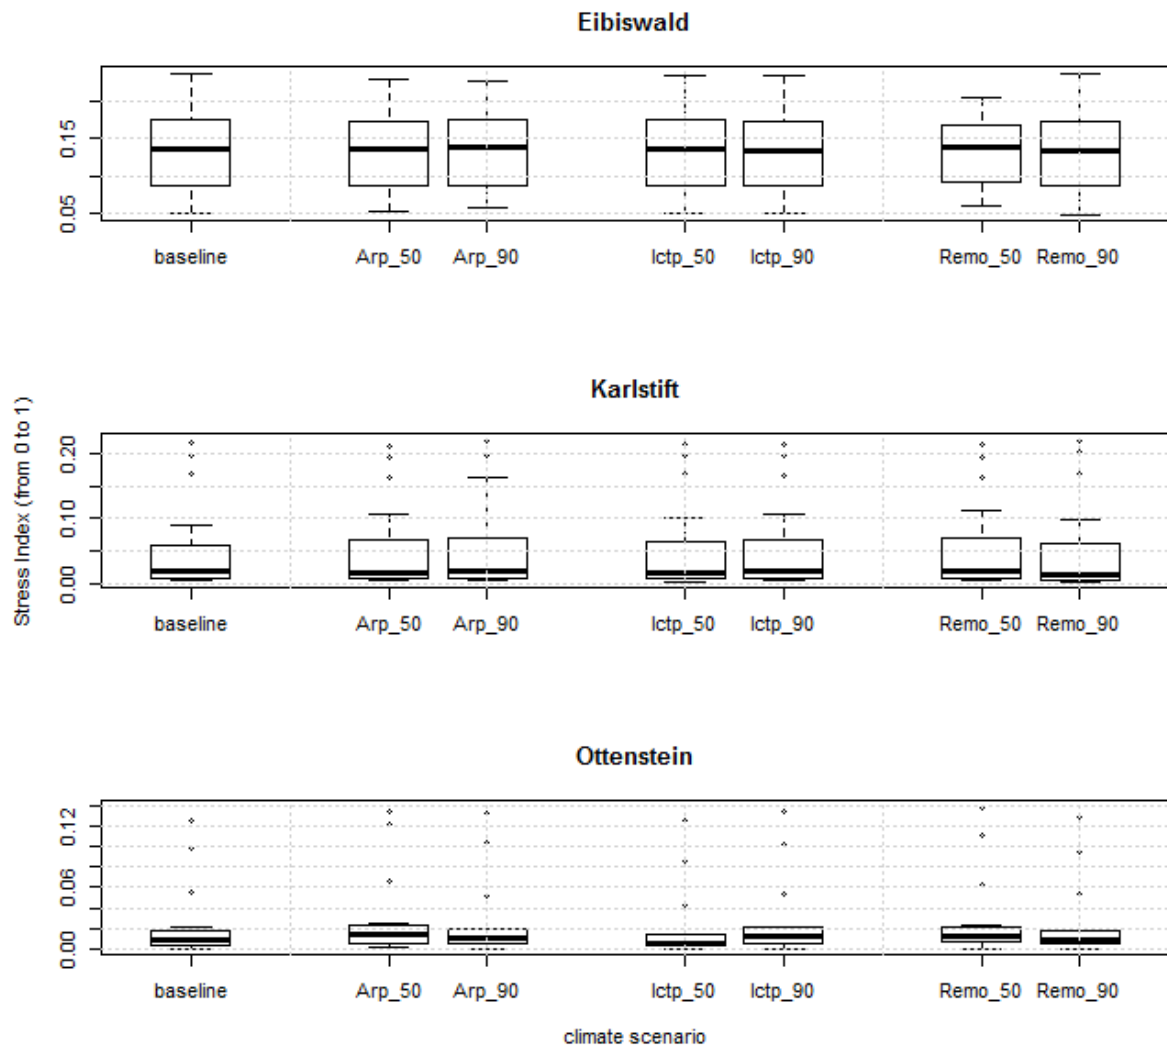 Eibiswald
0.15
0.05
baseline Arp_50 Arp_90 Ictp_50 Ictp_90 Remo_50 Remo_90
Karlstift
Stress Index (from 0 to 1)
0.20
0.10
0.00
baseline Arp_50 Arp_90 Ictp_50 Ictp_90 Remo_50 Remo_90
Ottenstein
0.12
0.06
0.00
baseline Arp_50 Arp_90 Ictp_50 Ictp_90 Remo_50 Remo_90
climate scenario